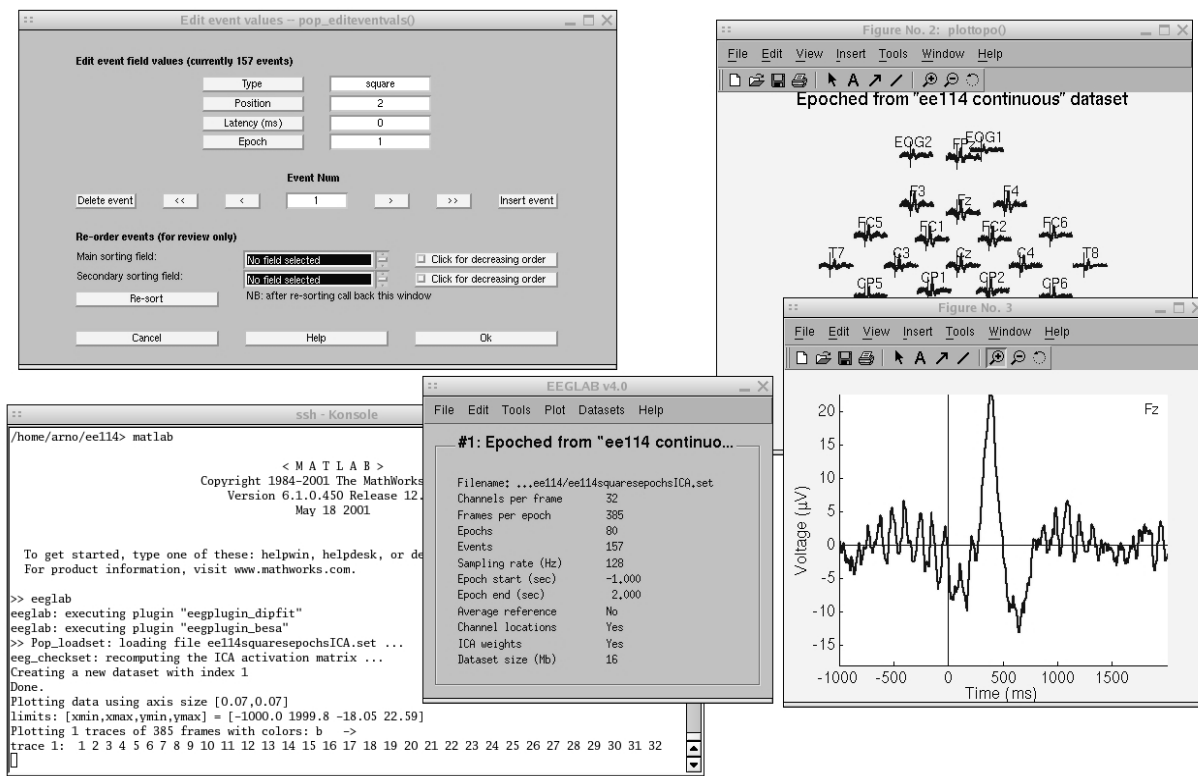 Edit event values -- pop_editeventvals()
Edit event field values (currently 157 events)
Type square
Position 2
Latency (ms) 0
Epoch 1
Event Num
Delete event << < 1 > >> Insert event
Re-order events (for review only)
Main sorting field: No field selected Click for decreasing order
Secondary sorting field: No field selected Click for decreasing order
Re-sort NB: after re-sorting call back this window
Cancel Help Ok
Figure No. 2: plottopo()
File Edit View Insert Tools Window Help
Epoched from "ee114 continuous" dataset
EOG2 FPz EOG1
F3 Fz F4
FC5 FC1 FC2 FC6
T7 C3 Cz C4 T8
CP5 CP1 CP2 CP6
Figure No. 3
File Edit View Insert Tools Window Help
Fz
20
15
10
5
0
-5
-10
-15
Voltage (µV)
-1000 -500 0 500 1000 1500
Time (ms)
EEGLAB v4.0
File Edit Tools Plot Datasets Help
#1: Epoched from "ee114 continuo...
Filename: ...ee114/ee114squaresepochsICA.set
Channels per frame 32
Frames per epoch 385
Epochs 80
Events 157
Sampling rate (Hz) 128
Epoch start (sec) -1.000
Epoch end (sec) 2.000
Average reference No
Channel locations Yes
ICA weights Yes
Dataset size (Mb) 16
ssh - Konsole
/home/arno/ee114> matlab
< M A T L A B >
Copyright 1984-2001 The MathWorks
Version 6.1.0.450 Release 12.
May 18 2001
To get started, type one of these: helpwin, helpdesk, or de
For product information, visit www.mathworks.com.
>> eeglab
eeglab: executing plugin "eegplugin_dipfit"
eeglab: executing plugin "eegplugin_besa"
>> Pop_loadset: loading file ee114squaresepochsICA.set ...
eeg_checkset: recomputing the ICA activation matrix ...
Creating a new dataset with index 1
Done.
Plotting data using axis size [0.07,0.07]
limits: [xmin,xmax,ymin,ymax] = [-1000.0 1999.8 -18.05 22.59]
Plotting 1 traces of 385 frames with colors: b ->
trace 1: 1 2 3 4 5 6 7 8 9 10 11 12 13 14 15 16 17 18 19 20 21 22 23 24 25 26 27 28 29 30 31 32